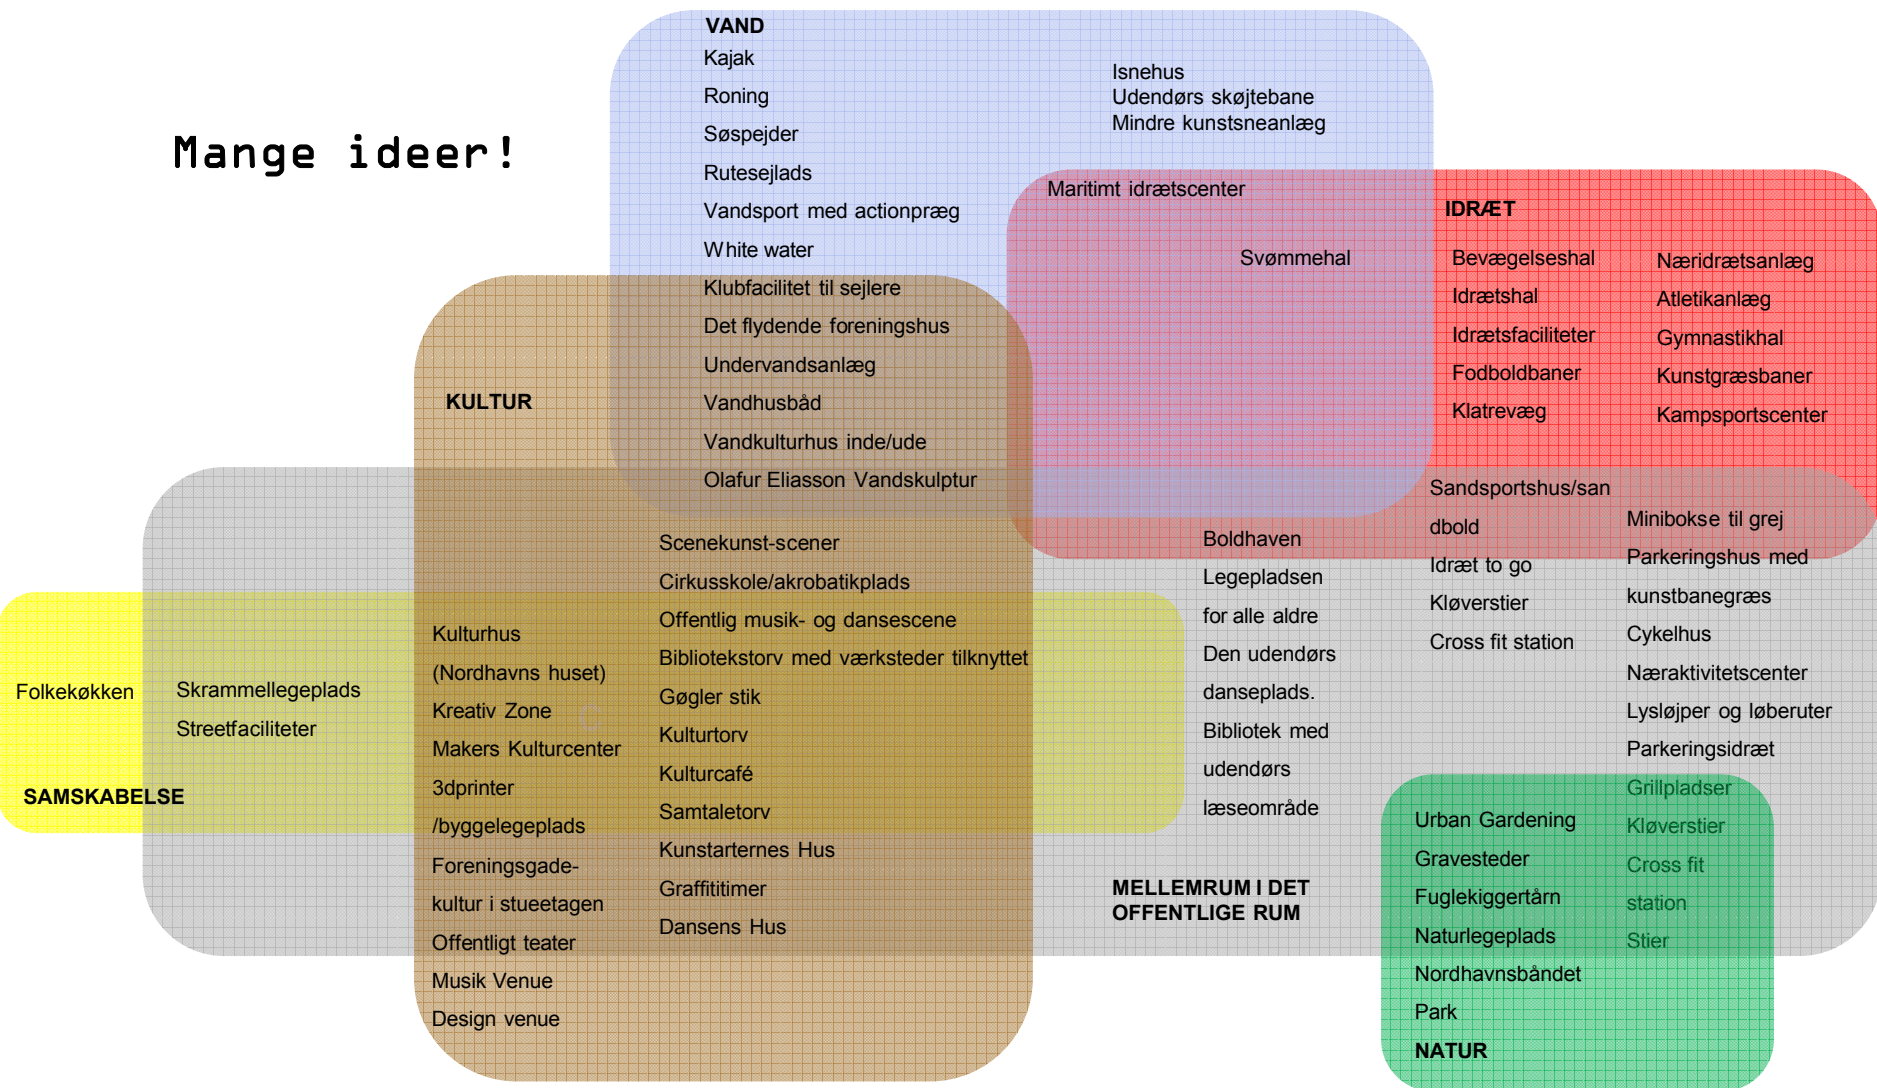 Mange ideer!
VAND
Kajak
Roning
Søspejder
Rutesejlads
Vandsport med actionpræg
White water
Klubfacilitet til sejlere
Det flydende foreningshus
Undervandsanlæg
Vandhusbåd
Vandkulturhus inde/ude
Olafur Eliasson Vandskulptur
Isnehus
Udendørs skøjtebane
Mindre kunstsneanlæg
Maritimt idrætscenter
Svømmehal
IDRÆT
Bevægelseshal
Idrætshal
Idrætsfaciliteter
Fodboldbaner
Klatrevæg
Næridrætsanlæg
Atletikanlæg
Gymnastikhal
Kunstgræsbaner
Kampsportscenter
KULTUR
Scenekunst-scener
Cirkusskole/akrobatikplads
Offentlig musik- og dansescene
Bibliotekstorv med værksteder tilknyttet
Gøgler stik
Kulturtorv
Kulturcafé
Samtaletorv
Kunstarternes Hus
Graffititimer
Dansens Hus
Kulturhus
(Nordhavns huset)
Kreativ Zone
Makers Kulturcenter
3dprinter
/byggelegeplads
Foreningsgade-
kultur i stueetagen
Offentligt teater
Musik Venue
Design venue
Folkekøkken
SAMSKABELSE
Skrammellegeplads
Streetfaciliteter
Boldhaven
Legepladsen
for alle aldre
Den udendørs
danseplads.
Bibliotek med
udendørs
læseområde
MELLEMRUM I DET
OFFENTLIGE RUM
Sandsportshus/san
dbold
Idræt to go
Kløverstier
Cross fit station
Minibokse til grej
Parkeringshus med
kunstbanegræs
Cykelhus
Næraktivitetscenter
Lysløjper og løberuter
Parkeringsidræt
Grillpladser
Kløverstier
Cross fit
station
Stier
Urban Gardening
Gravesteder
Fuglekiggertårn
Naturlegeplads
Nordhavnsbåndet
Park
NATUR